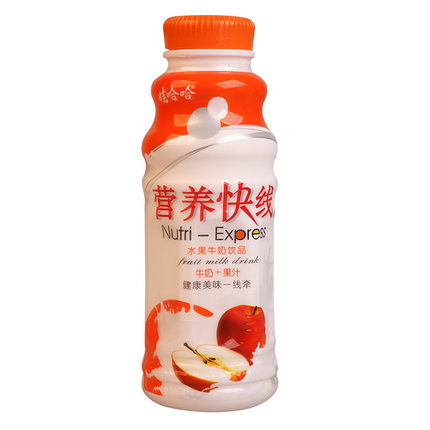 娃哈哈
营养快线
Nutri – Express
水果牛奶饮品
fruit milk drink
牛奶+果汁
健康美味一线牵